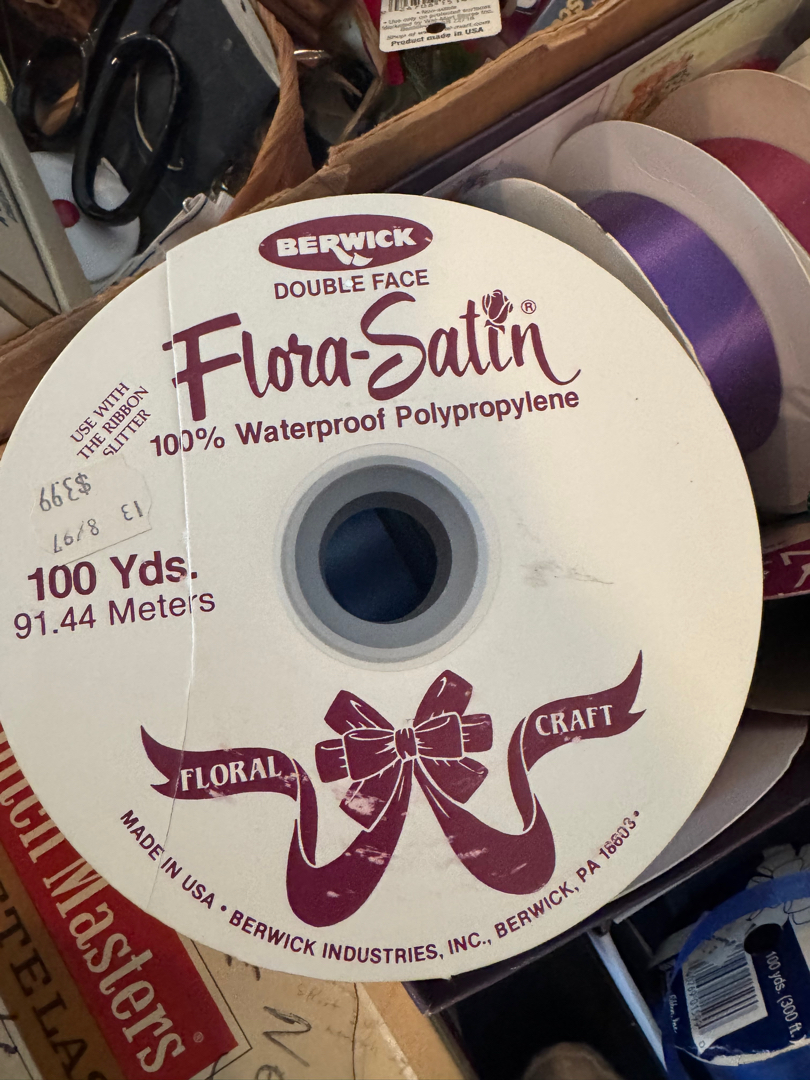 Product made in USA
BERWICK
DOUBLE FACE
Flora-Satin®
100% Waterproof Polypropylene
USE WITH
THE RIBBON
SLITTER
$3.99
13 8/97
100 Yds.
91.44 Meters
FLORAL
CRAFT
MADE IN USA • BERWICK INDUSTRIES, INC., BERWICK, PA 18603 •
Masters®
100 yds. (300 ft.)